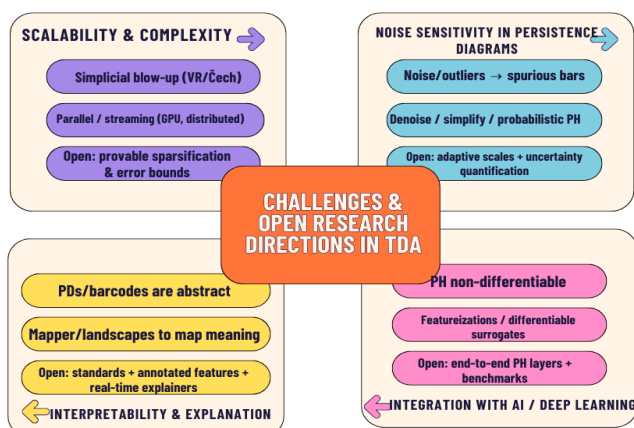 SCALABILITY & COMPLEXITY
Simplicial blow-up (VR/Čech)
Parallel / streaming (GPU, distributed)
Open: provable sparsification
& error bounds
NOISE SENSITIVITY IN PERSISTENCE
DIAGRAMS
Noise/outliers → spurious bars
Denoise / simplify / probabilistic PH
Open: adaptive scales + uncertainty
quantification
CHALLENGES &
OPEN RESEARCH
DIRECTIONS IN TDA
PDs/barcodes are abstract
Mapper/landscapes to map meaning
Open: standards + annotated features +
real-time explainers
INTERPRETABILITY & EXPLANATION
PH non-differentiable
Featureizations / differentiable
surrogates
Open: end-to-end PH layers +
benchmarks
INTEGRATION WITH AI / DEEP LEARNING